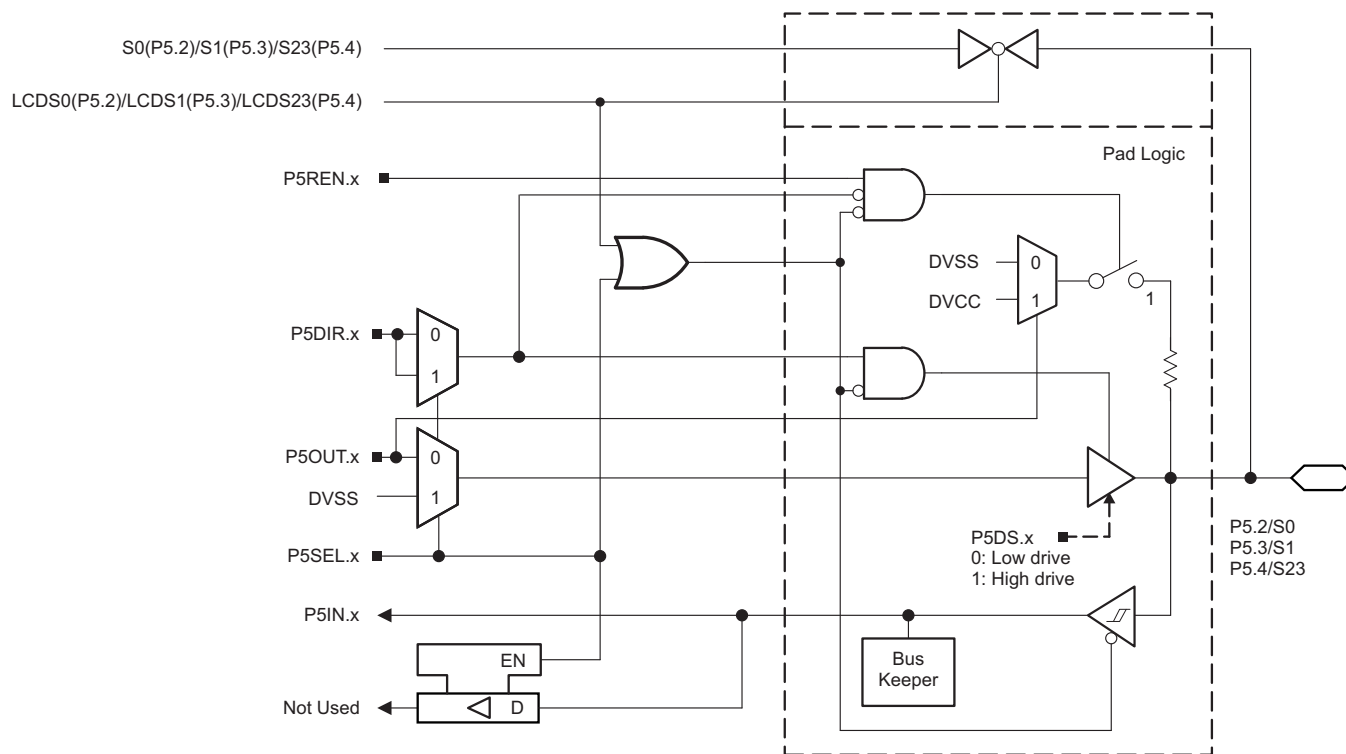 S0(P5.2)/S1(P5.3)/S23(P5.4)
LCDS0(P5.2)/LCDS1(P5.3)/LCDS23(P5.4)
Pad Logic
P5REN.x
DVSS
0
DVCC
1
1
P5DIR.x
0
1
P5OUT.x
0
DVSS
1
P5DS.x
0: Low drive
1: High drive
P5.2/S0
P5.3/S1
P5.4/S23
P5SEL.x
P5IN.x
EN
Bus
Keeper
Not Used
D